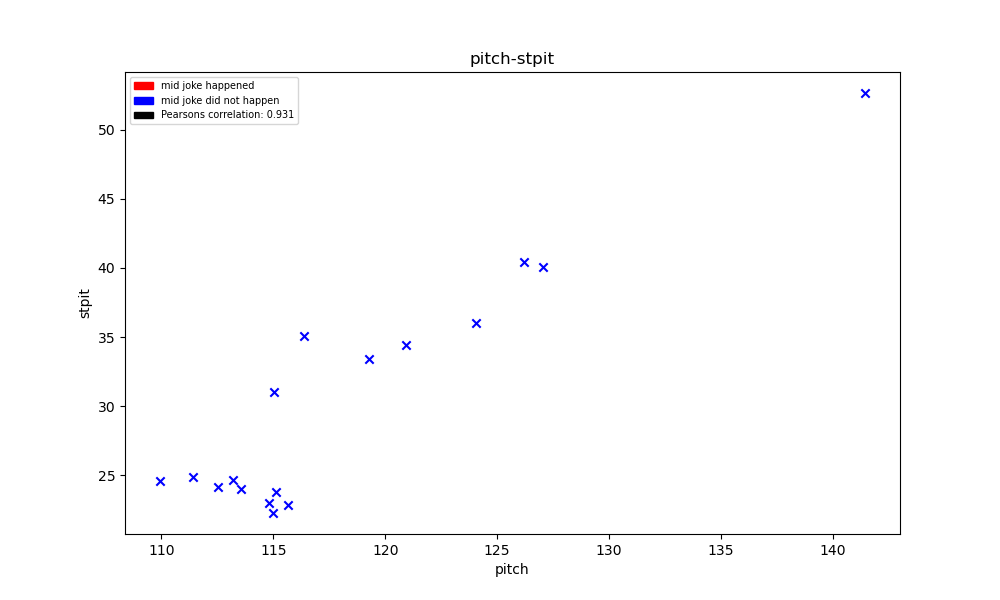 pitch-stpit
mid joke happened
mid joke did not happen
Pearsons correlation: 0.931
50
45
40
35
30
25
stpit
110 115 120 125 130 135 140
pitch